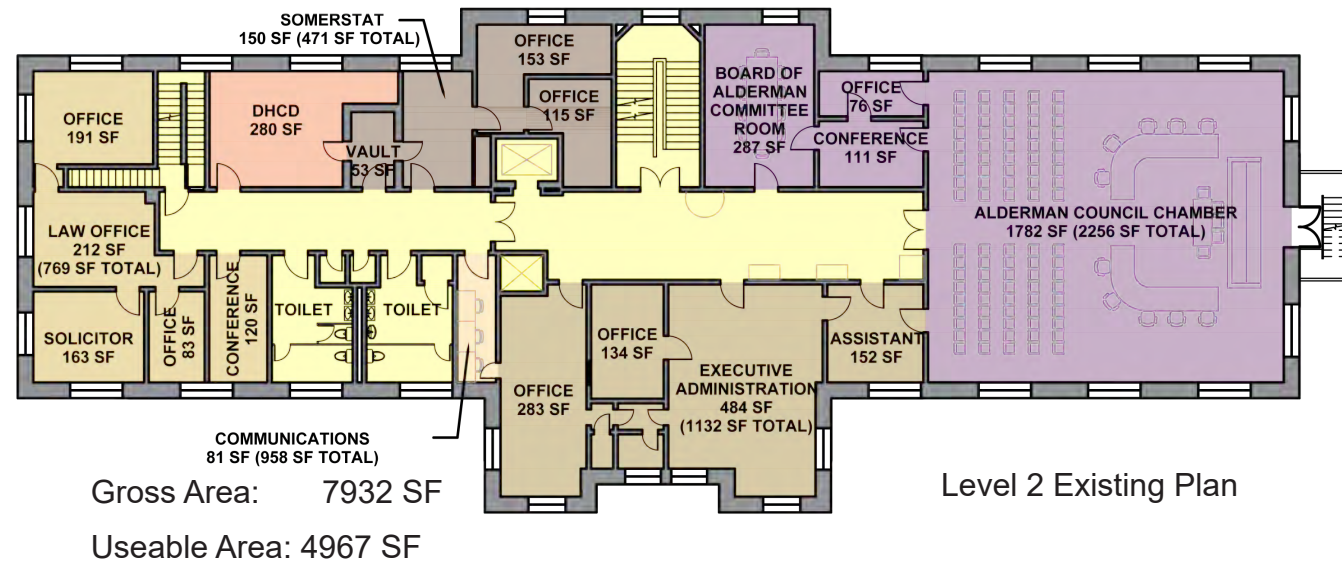 SOMERSTAT
150 SF (471 SF TOTAL)
OFFICE
153 SF
OFFICE
191 SF
DHCD
280 SF
VAULT
53 SF
OFFICE
115 SF
BOARD OF
ALDERMAN
COMMITTEE
ROOM
287 SF
OFFICE
76 SF
CONFERENCE
111 SF
LAW OFFICE
212 SF
(769 SF TOTAL)
ALDERMAN COUNCIL CHAMBER
1782 SF (2256 SF TOTAL)
SOLICITOR
163 SF
OFFICE
83 SF
CONFERENCE
120 SF
TOILET
TOILET
OFFICE
283 SF
OFFICE
134 SF
EXECUTIVE
ADMINISTRATION
484 SF
(1132 SF TOTAL)
ASSISTANT
152 SF
COMMUNICATIONS
81 SF (958 SF TOTAL)
Gross Area: 7932 SF
Useable Area: 4967 SF
Level 2 Existing Plan